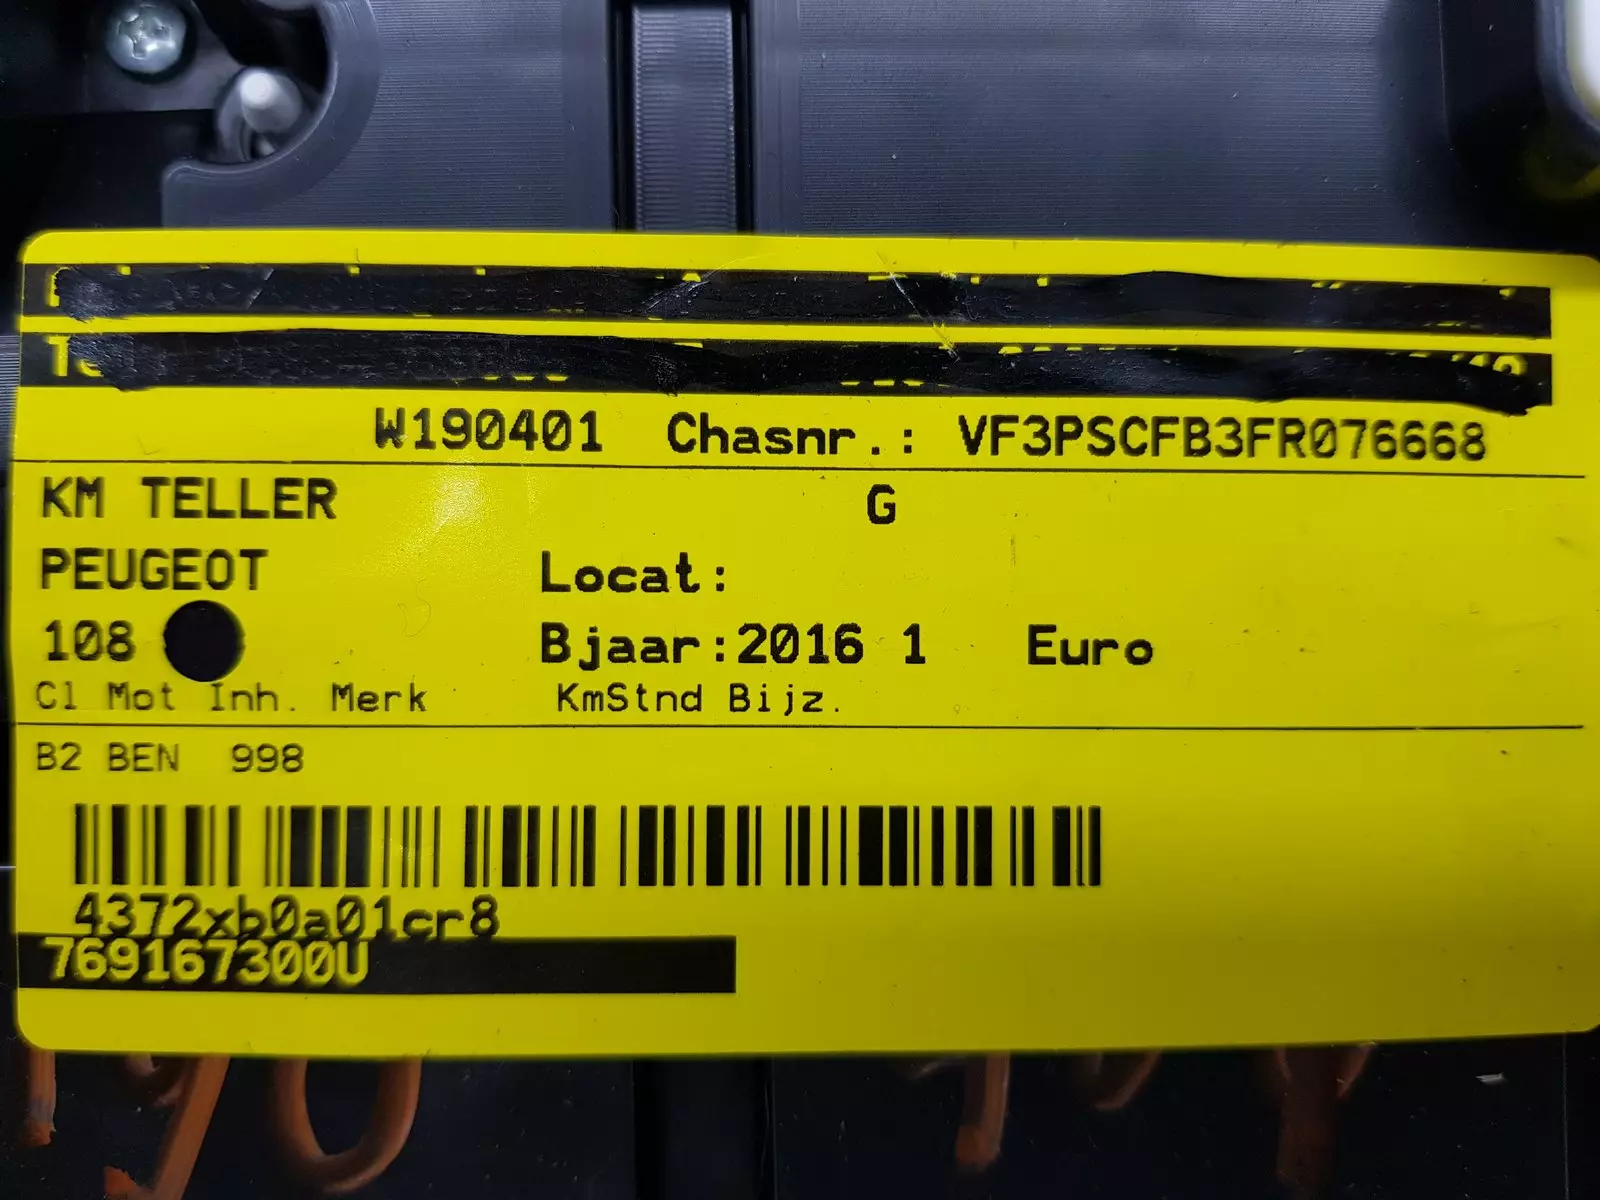 W190401 Chasnr.: VF3PSCFB3FR076668
KM TELLER G
PEUGEOT Locat:
108 Bjaar:2016 1 Euro
Cl Mot Inh. Merk KmStnd Bijz.
B2 BEN 998
4372xb0a01cr8
769167300U